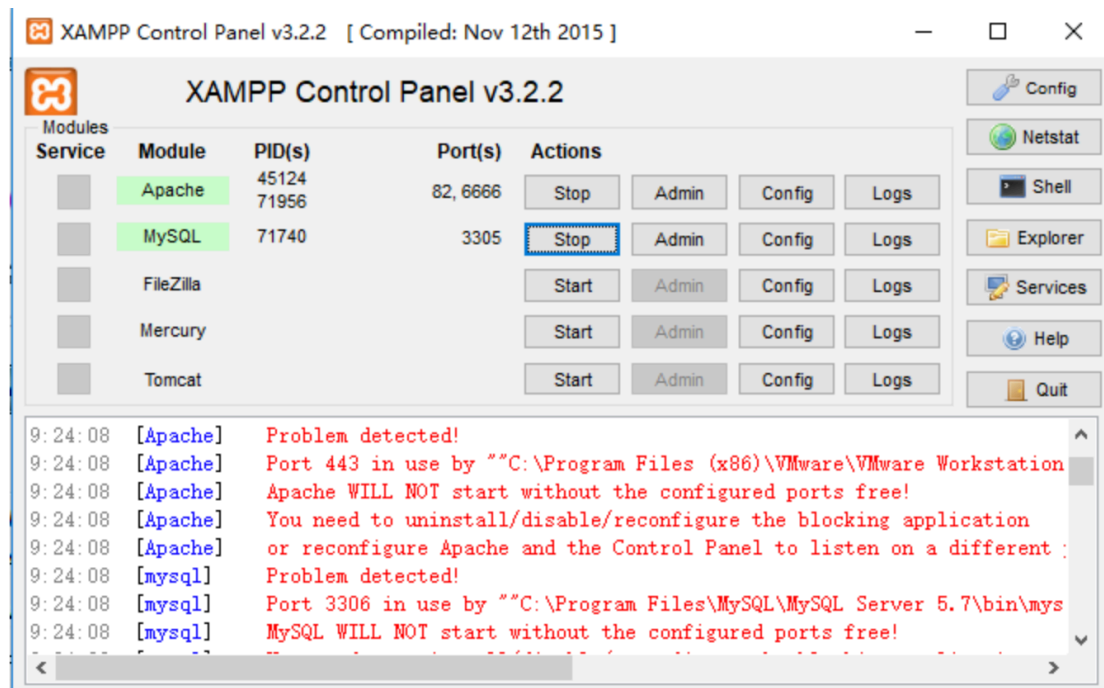 XAMPP Control Panel v3.2.2 [ Compiled: Nov 12th 2015 ]
XAMPP Control Panel v3.2.2
Config
Netstat
Shell
Explorer
Services
Help
Quit
Modules
Service Module PID(s) Port(s) Actions
Apache 45124 71956 82, 6666 Stop Admin Config Logs
MySQL 71740 3305 Stop Admin Config Logs
FileZilla Start Admin Config Logs
Mercury Start Admin Config Logs
Tomcat Start Admin Config Logs
9:24:08 [Apache] Problem detected!
9:24:08 [Apache] Port 443 in use by ""C:\Program Files (x86)\VMware\VMware Workstation
9:24:08 [Apache] Apache WILL NOT start without the configured ports free!
9:24:08 [Apache] You need to uninstall/disable/reconfigure the blocking application
9:24:08 [Apache] or reconfigure Apache and the Control Panel to listen on a different
9:24:08 [mysql] Problem detected!
9:24:08 [mysql] Port 3306 in use by ""C:\Program Files\MySQL\MySQL Server 5.7\bin\mys
9:24:08 [mysql] MySQL WILL NOT start without the configured ports free!